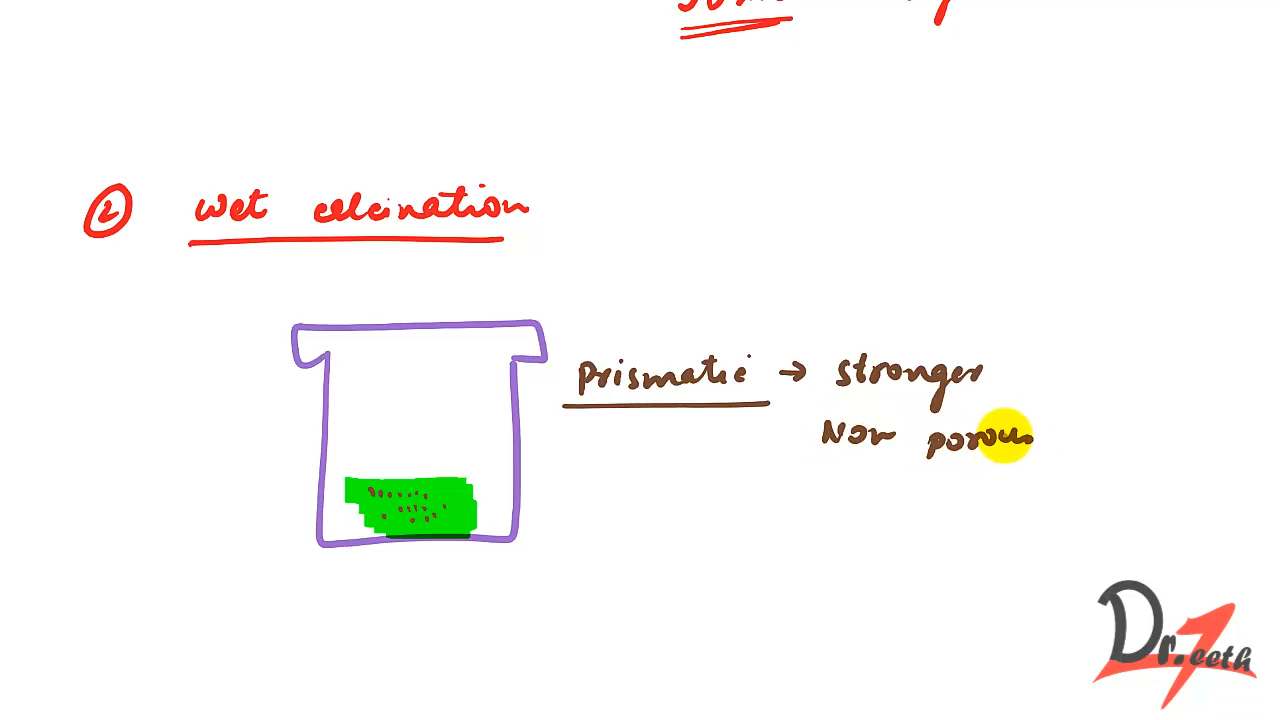 ② wet calcination
Prismatic → stronger
Non porous
Dr. eeth